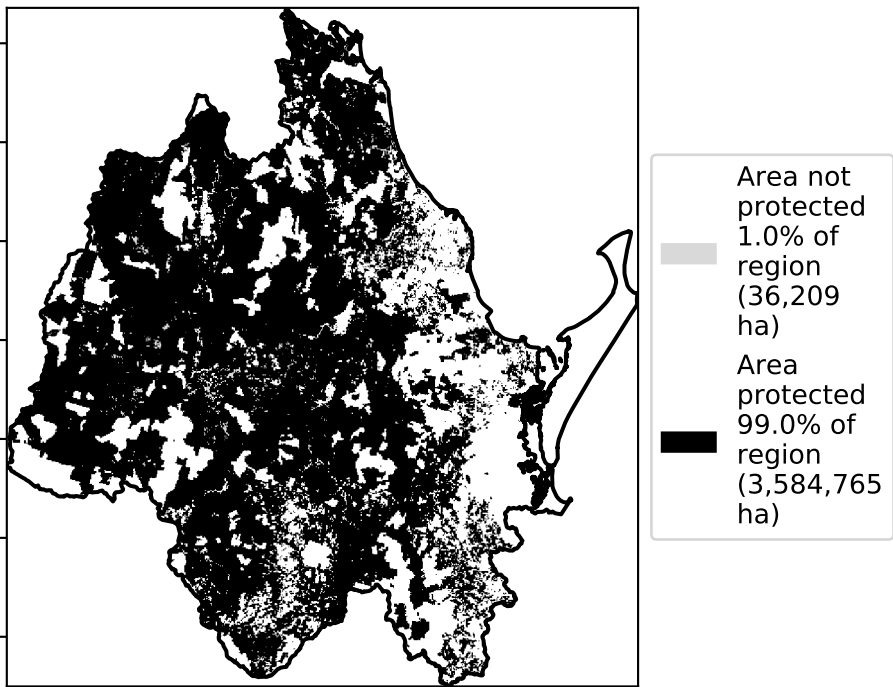 Area not
protected
1.0% of
region
(36,209
ha)
Area
protected
99.0% of
region
(3,584,765
ha)